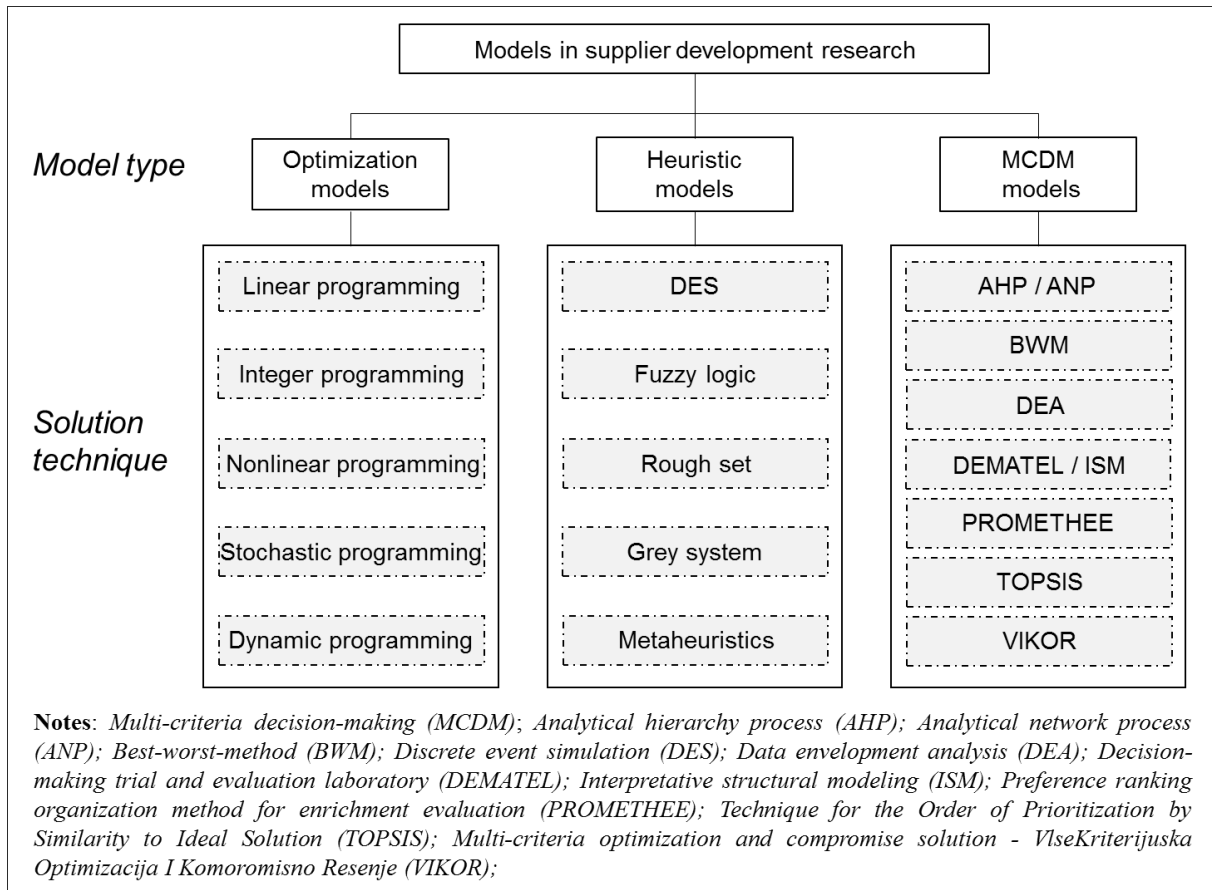 Models in supplier development research
Model type
Optimization
models
Heuristic
models
MCDM
models
Solution
technique
Linear programming
Integer programming
Nonlinear programming
Stochastic programming
Dynamic programming
DES
Fuzzy logic
Rough set
Grey system
Metaheuristics
AHP / ANP
BWM
DEA
DEMATEL / ISM
PROMETHEE
TOPSIS
VIKOR
Notes: Multi-criteria decision-making (MCDM); Analytical hierarchy process (AHP); Analytical network process
(ANP); Best-worst-method (BWM); Discrete event simulation (DES); Data envelopment analysis (DEA); Decision-
making trial and evaluation laboratory (DEMATEL); Interpretative structural modeling (ISM); Preference ranking
organization method for enrichment evaluation (PROMETHEE); Technique for the Order of Prioritization by
Similarity to Ideal Solution (TOPSIS); Multi-criteria optimization and compromise solution - VlseKriterijuska
Optimizacija I Komoromisno Resenje (VIKOR);